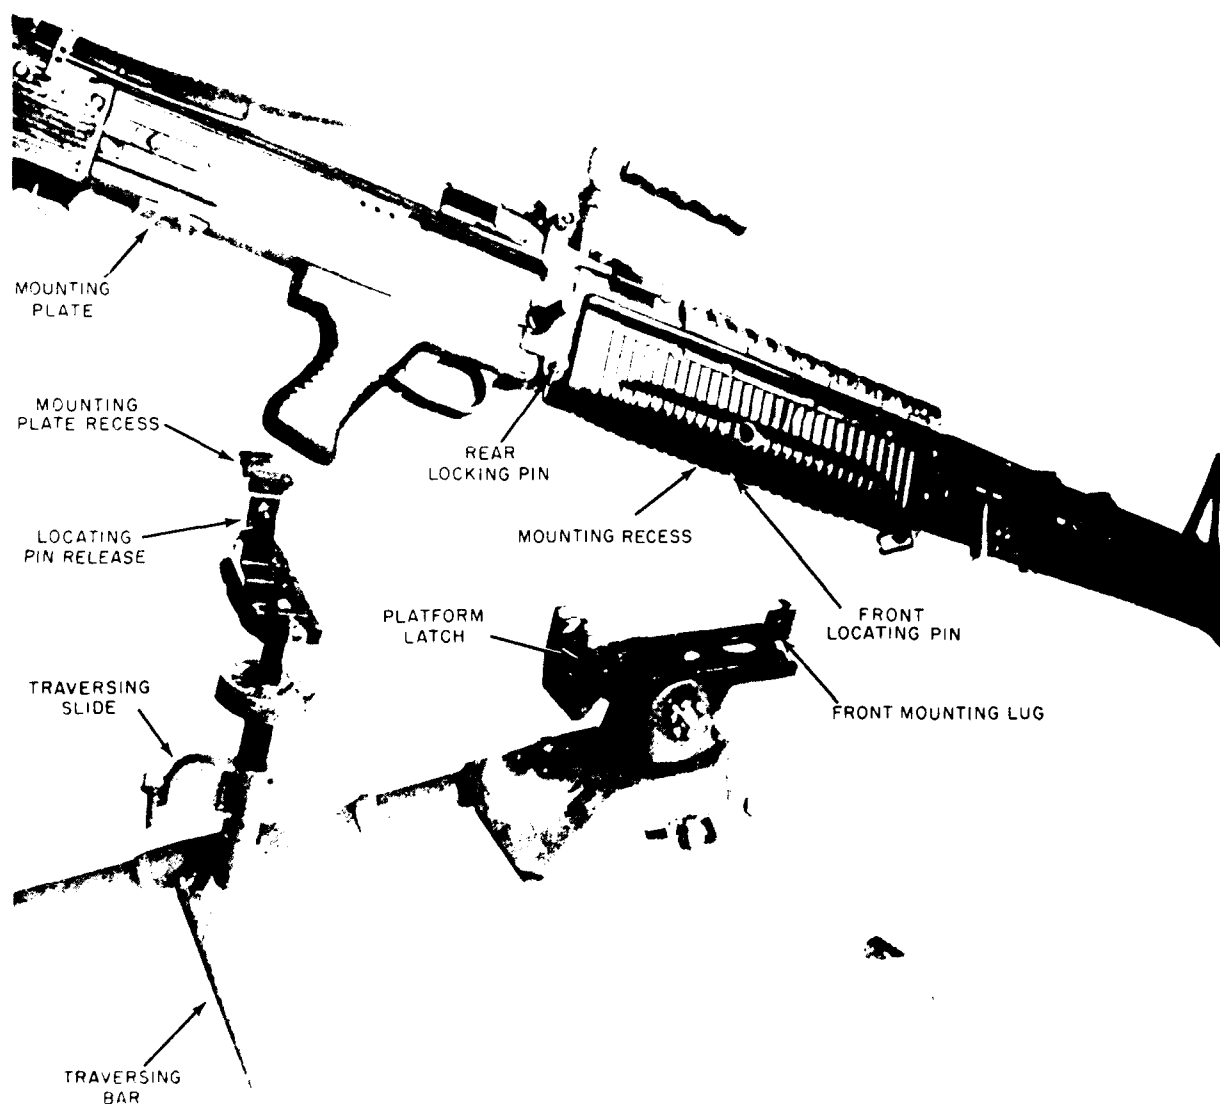 MOUNTING
PLATE
MOUNTING
PLATE RECESS
REAR
LOCKING PIN
LOCATING
PIN RELEASE
MOUNTING RECESS
PLATFORM
LATCH
FRONT
LOCATING PIN
TRAVERSING
SLIDE
FRONT MOUNTING LUG
TRAVERSING
BAR